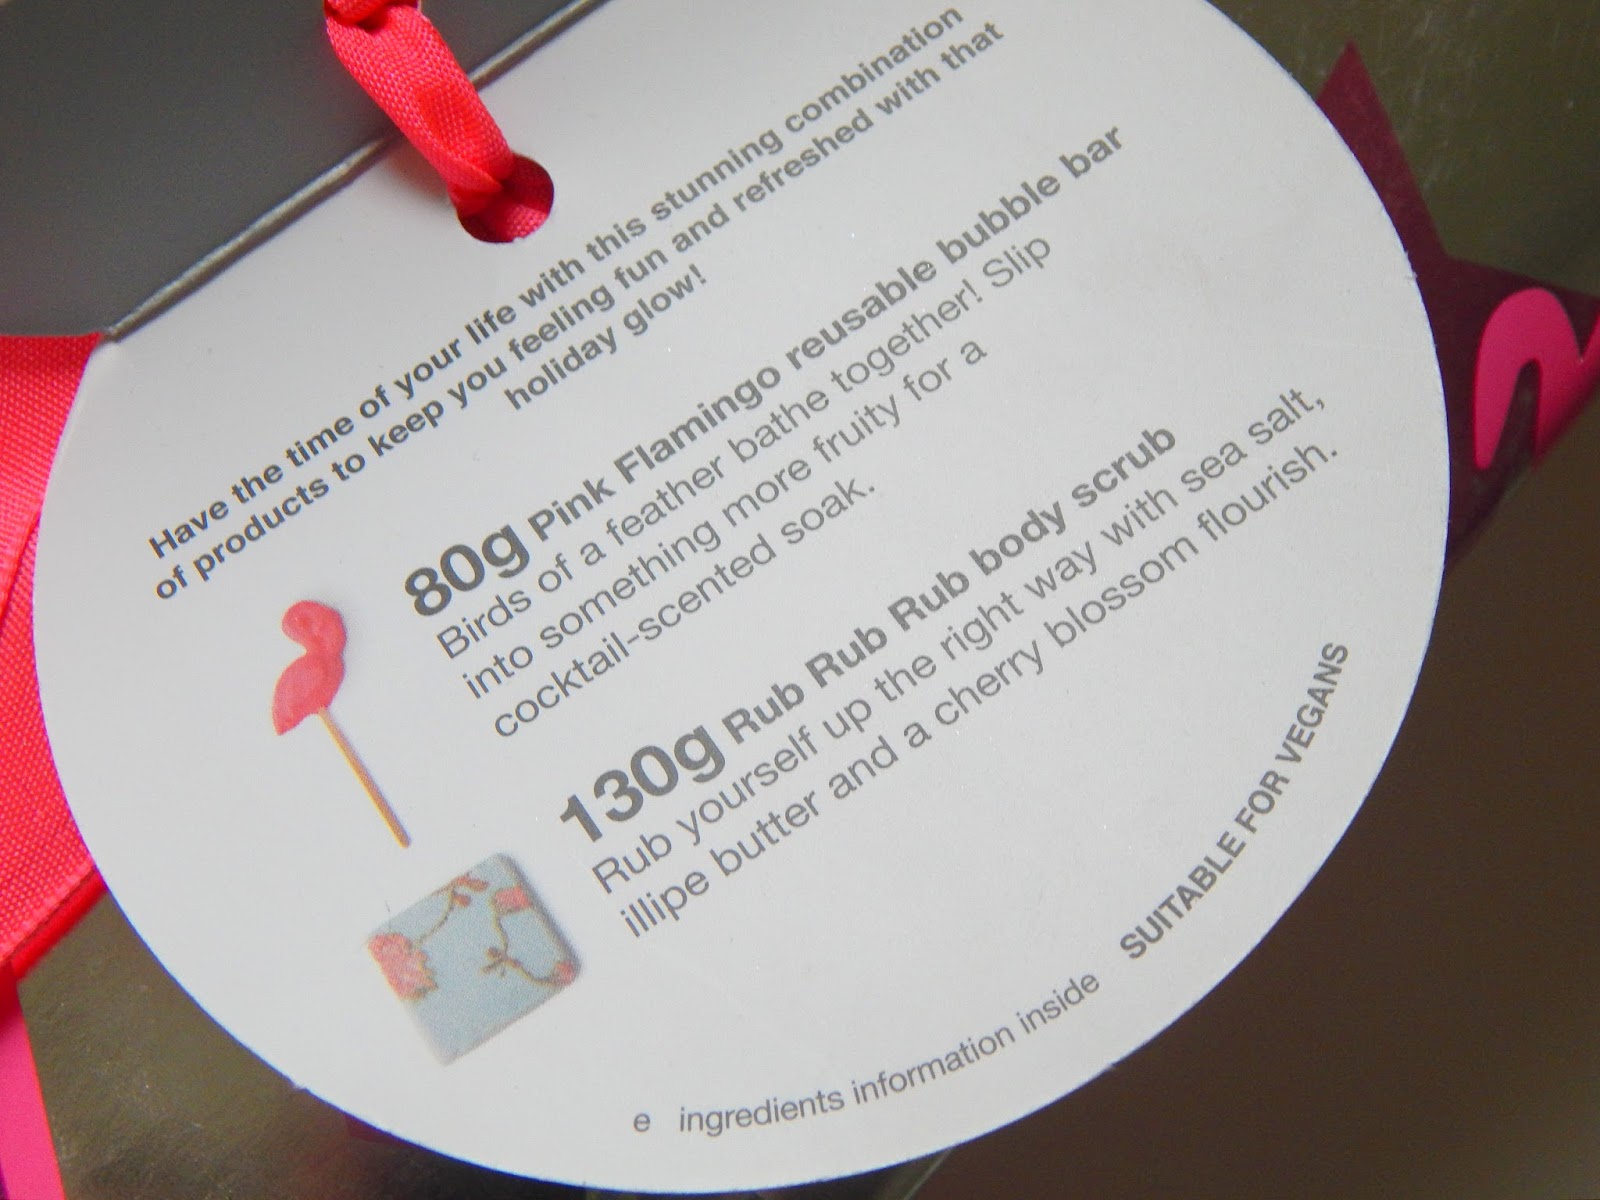 Have the time of your life with this stunning combination
of products to keep you feeling fun and refreshed with that
holiday glow!
80g Pink Flamingo reusable bubble bar
Birds of a feather bathe together! Slip
into something more fruity for a
cocktail-scented soak.
130g Rub Rub Rub body scrub
Rub yourself up the right way with sea salt,
illipe butter and a cherry blossom flourish.
e ingredients information inside SUITABLE FOR VEGANS